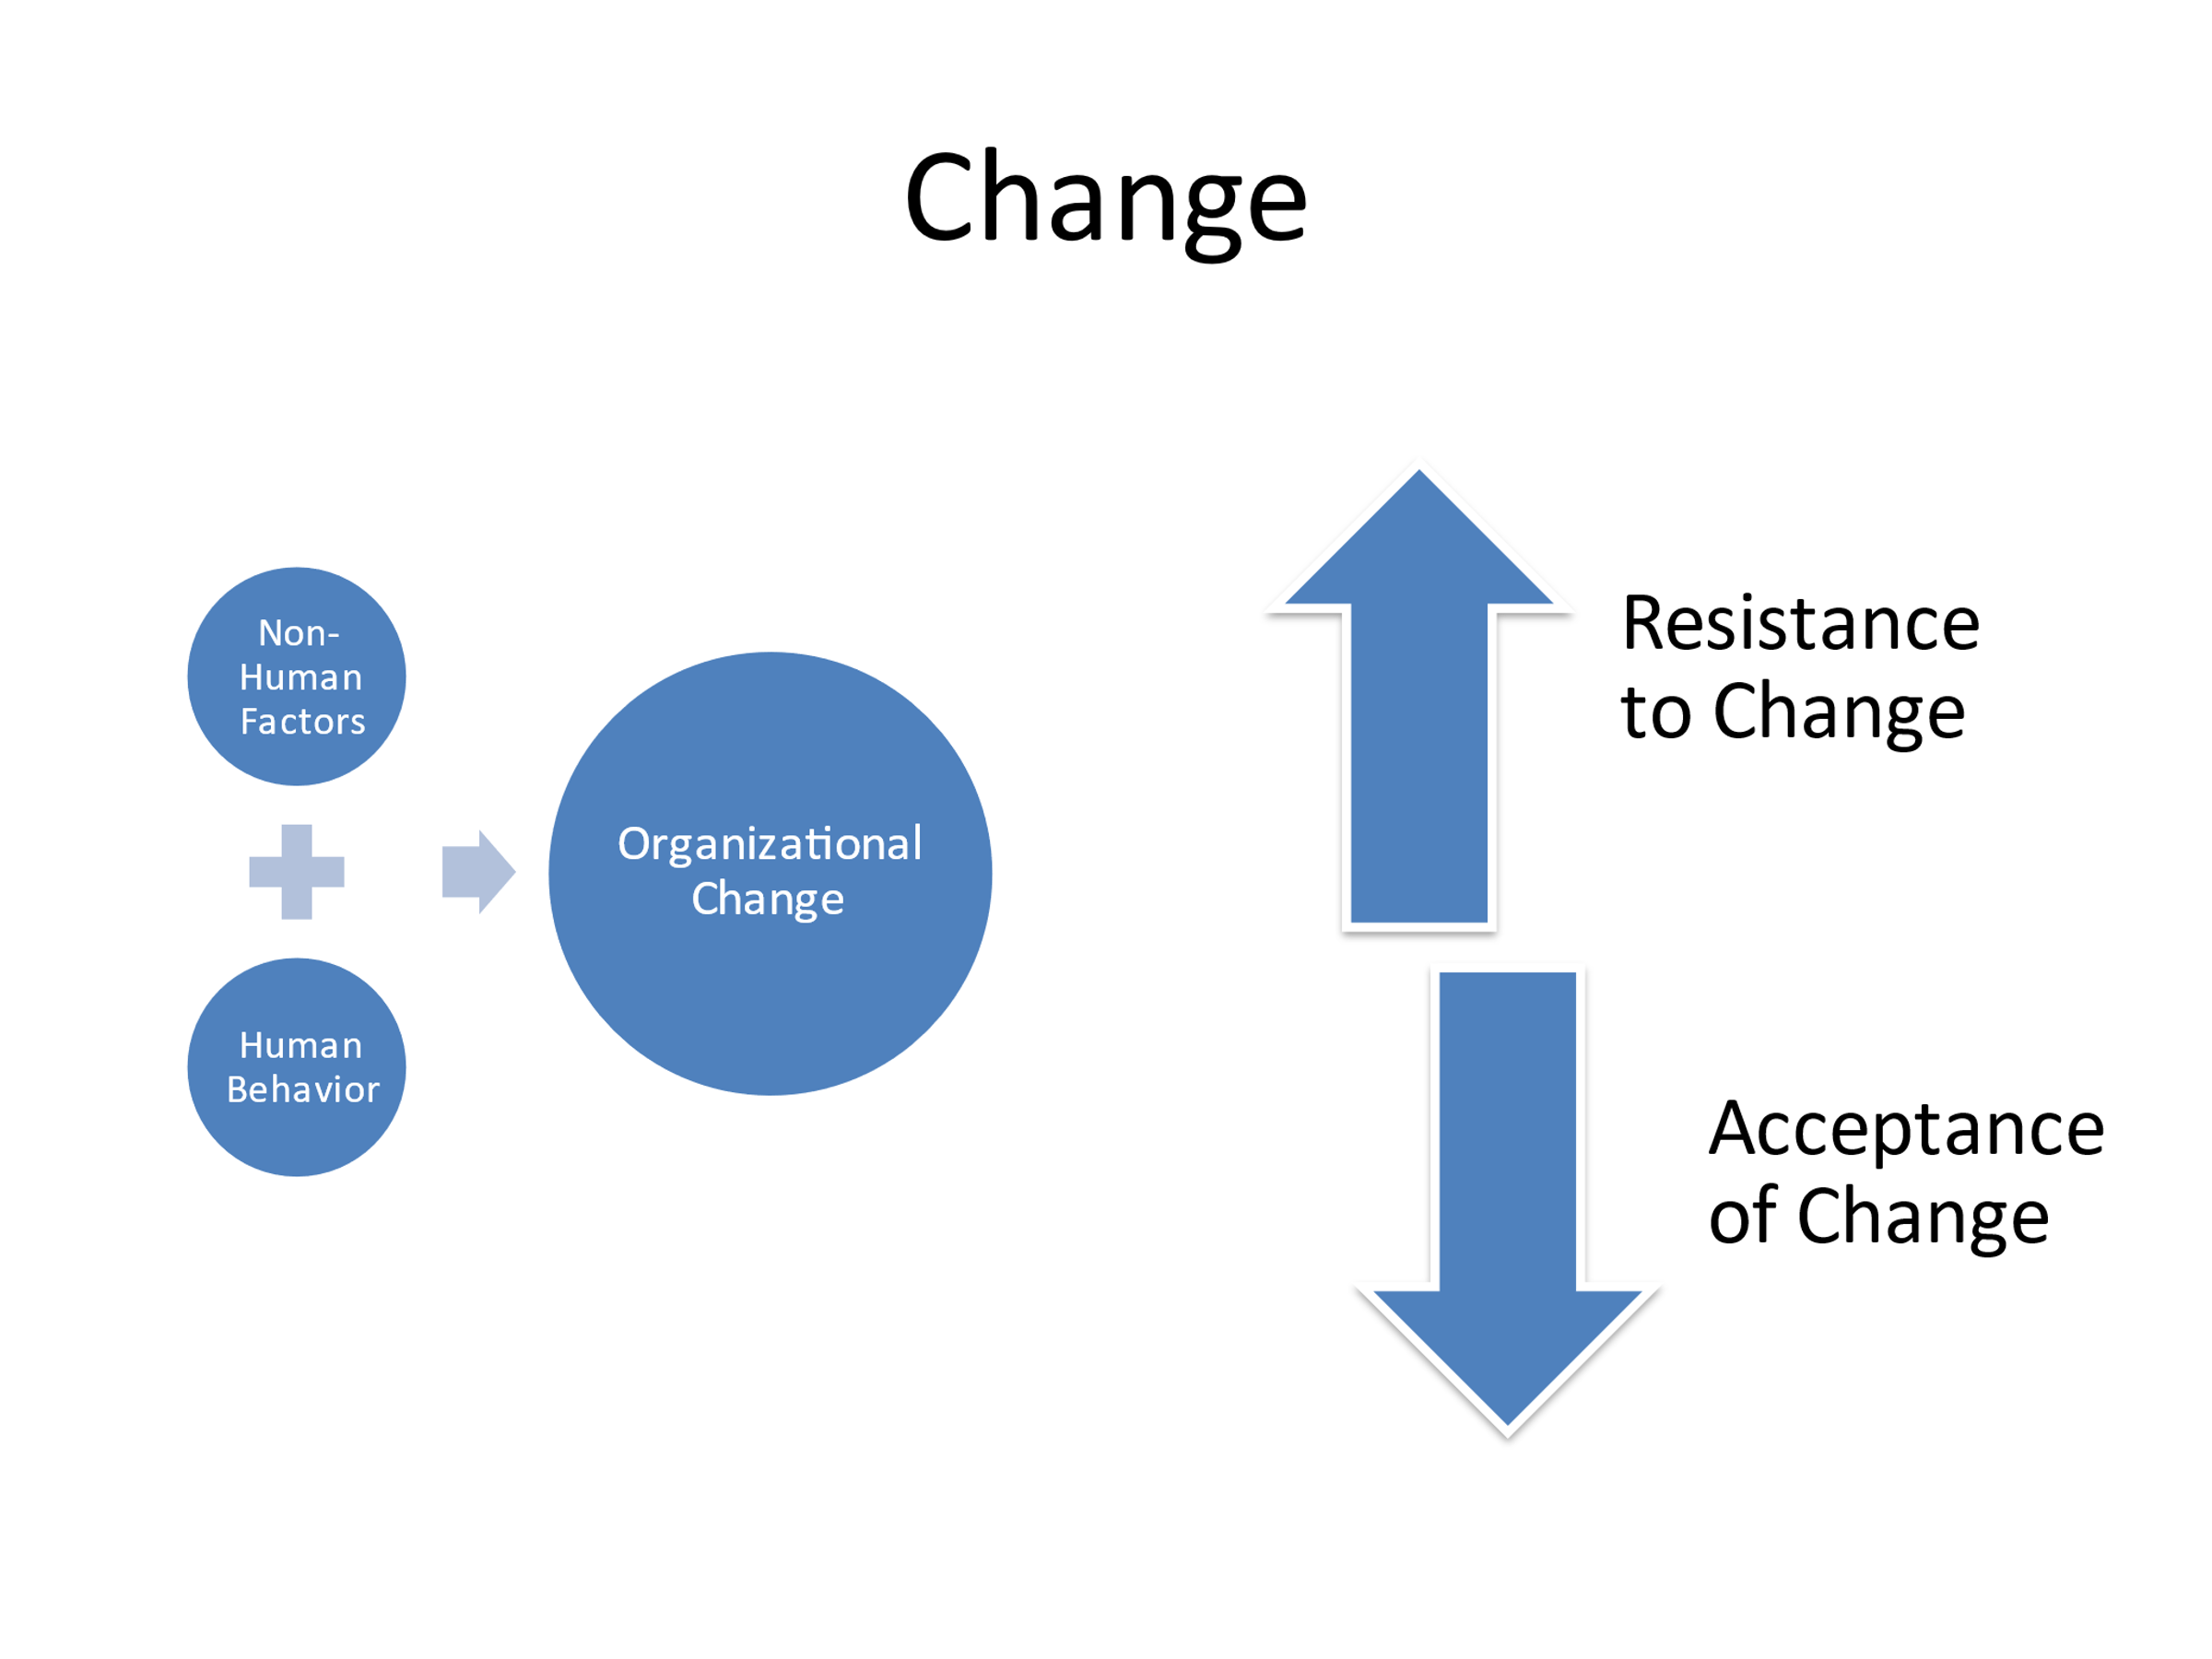 Change
Non-
Human
Factors
Human
Behavior
Organizational
Change
Resistance
to Change
Acceptance
of Change